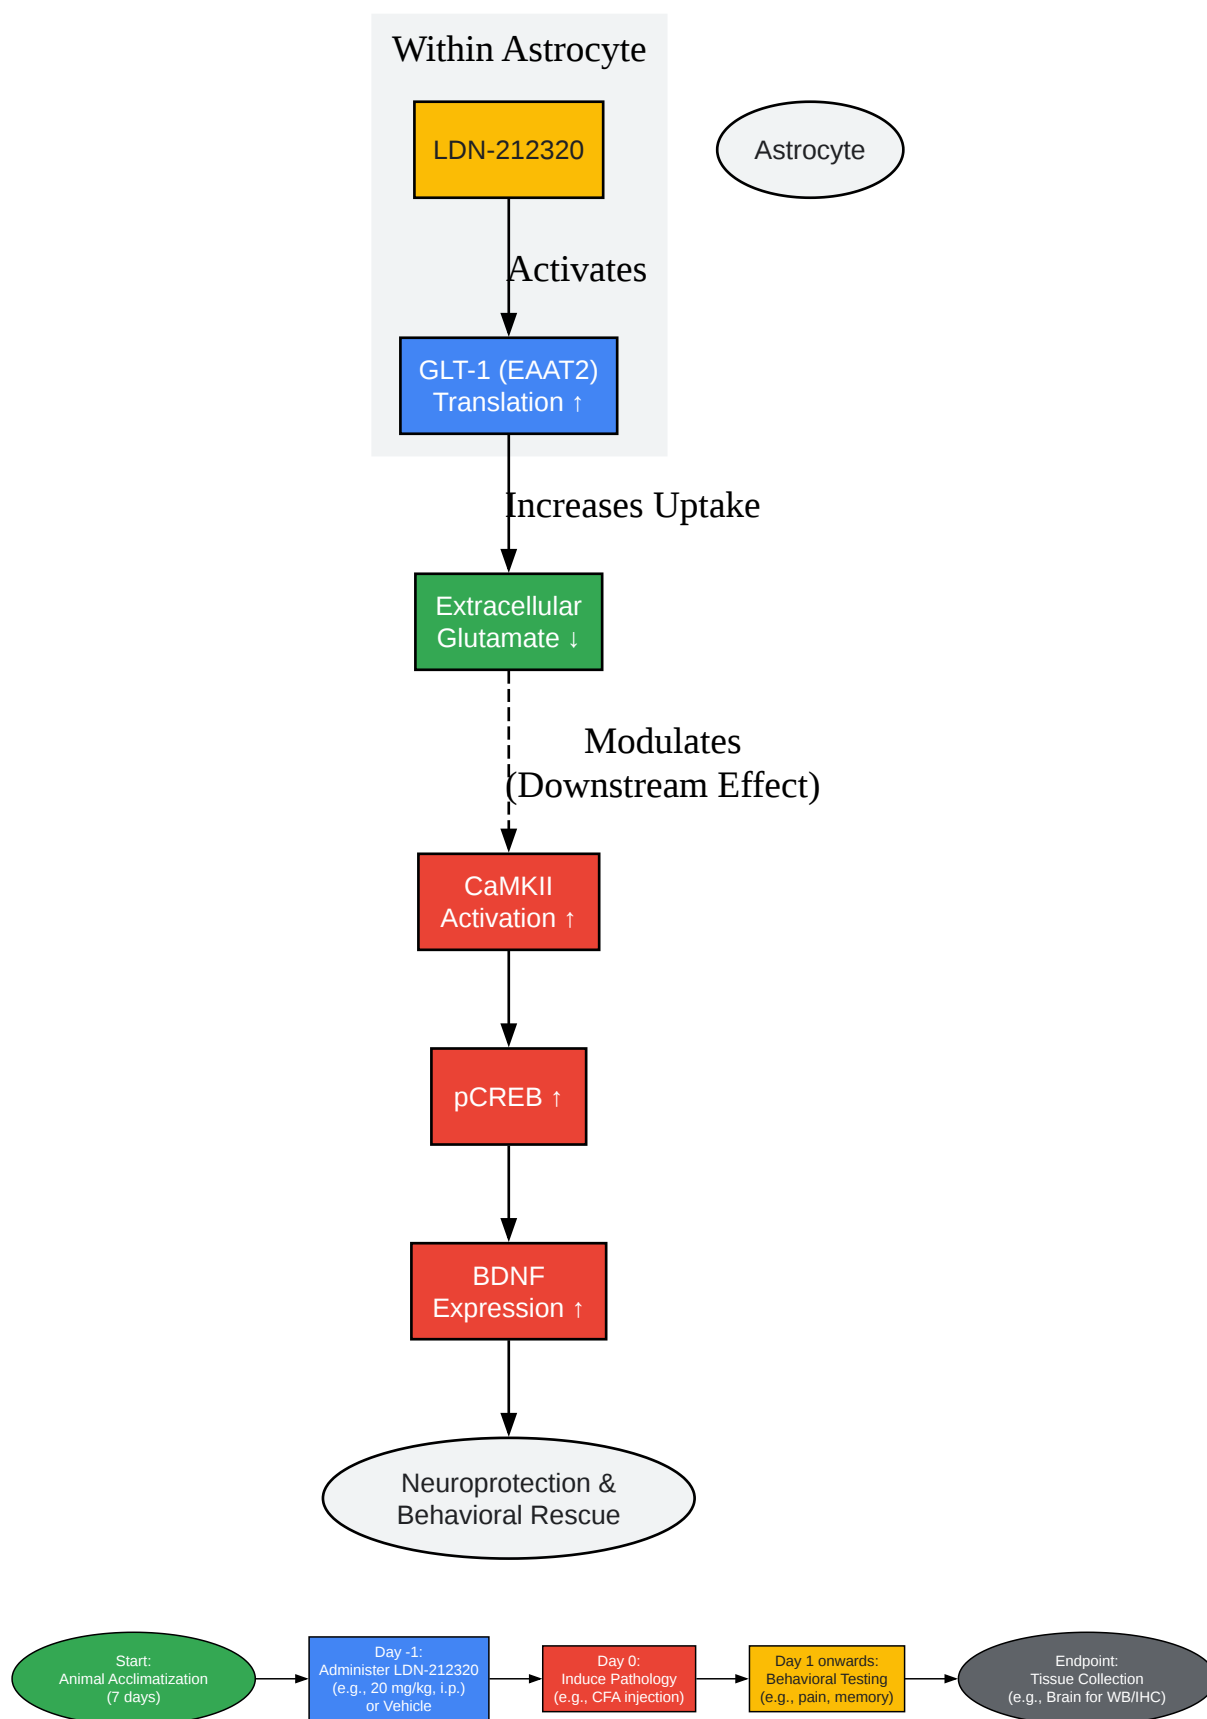 Within Astrocyte
LDN-212320
Astrocyte
Activates
GLT-1 (EAAT2)
Translation ↑
Increases Uptake
Extracellular
Glutamate ↓
Modulates
(Downstream Effect)
CaMKII
Activation ↑
pCREB ↑
BDNF
Expression ↑
Neuroprotection &
Behavioral Rescue
Start:
Animal Acclimatization
(7 days)
Day -1:
Administer LDN-212320
(e.g., 20 mg/kg, i.p.)
or Vehicle
Day 0:
Induce Pathology
(e.g., CFA injection)
Day 1 onwards:
Behavioral Testing
(e.g., pain, memory)
Endpoint:
Tissue Collection
(e.g., Brain for WB/IHC)